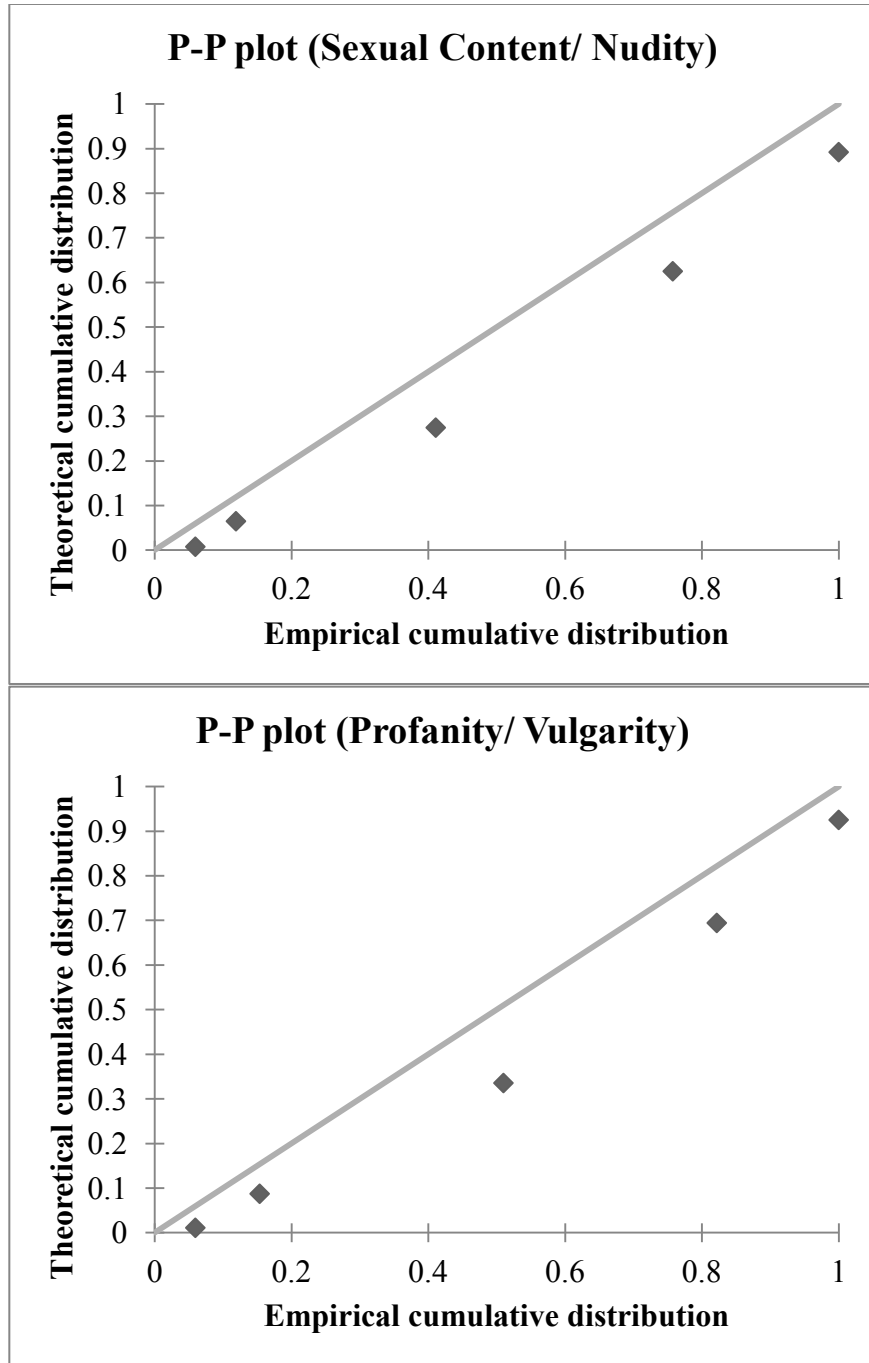 P-P plot (Sexual Content/ Nudity)
1
0.9
0.8
0.7
0.6
0.5
0.4
0.3
0.2
0.1
0
Theoretical cumulative distribution
0 0.2 0.4 0.6 0.8 1
Empirical cumulative distribution
P-P plot (Profanity/ Vulgarity)
1
0.9
0.8
0.7
0.6
0.5
0.4
0.3
0.2
0.1
0
Theoretical cumulative distribution
0 0.2 0.4 0.6 0.8 1
Empirical cumulative distribution